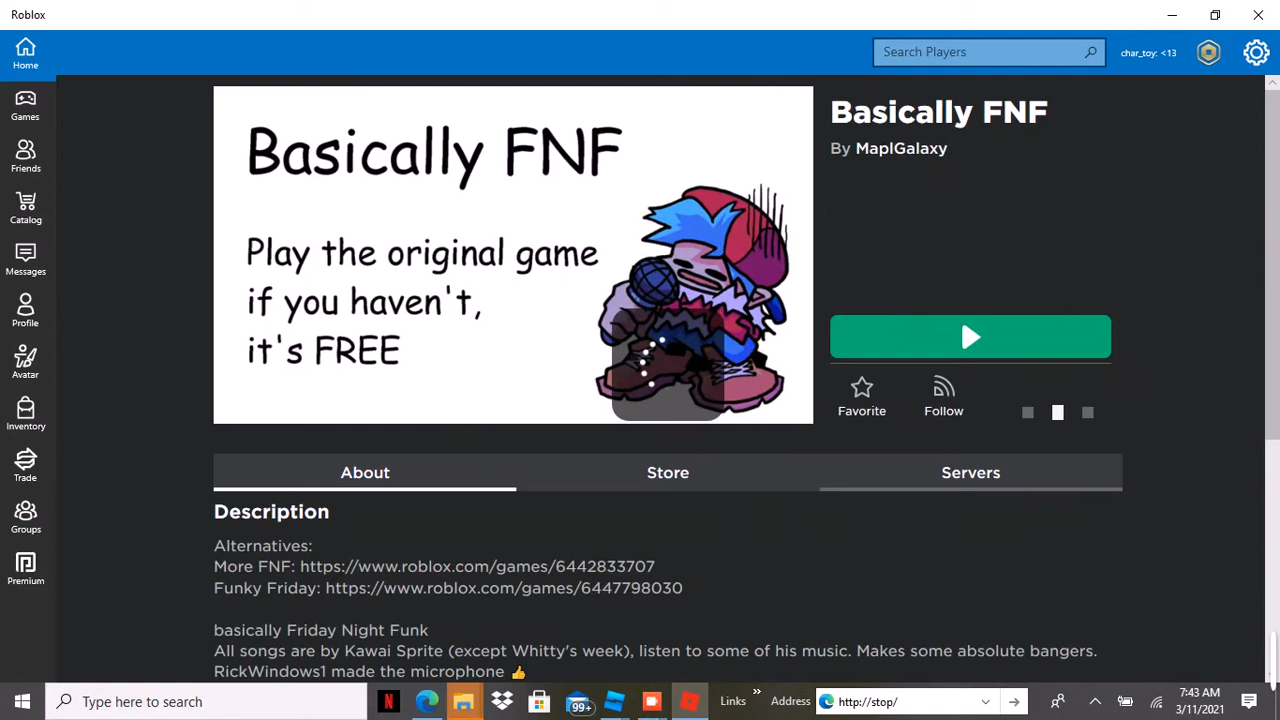 Roblox
Home
Search Players
char_toy: <13
Games
Friends
Catalog
Messages
Profile
Avatar
Inventory
Trade
Groups
Premium
Basically FNF
Play the original game
if you haven't,
it's FREE
Basically FNF
By MaplGalaxy
Favorite
Follow
About
Store
Servers
Description
Alternatives:
More FNF: https://www.roblox.com/games/6442833707
Funky Friday: https://www.roblox.com/games/6447798030
basically Friday Night Funk
All songs are by Kawai Sprite (except Whitty's week), listen to some of his music. Makes some absolute bangers.
RickWindows1 made the microphone 👍
Type here to search
N
99+
Links
»
Address
http://stop/
7:43 AM
3/11/2021